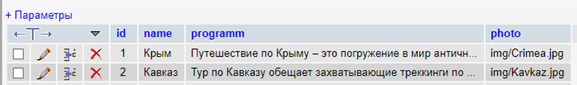 + Параметры
←T→ id name programm photo
1 Крым Путешествие по Крыму – это погружение в мир античн... img/Crimea.jpg
2 Кавказ Тур по Кавказу обещает захватывающие треккинги по ... img/Kavkaz.jpg